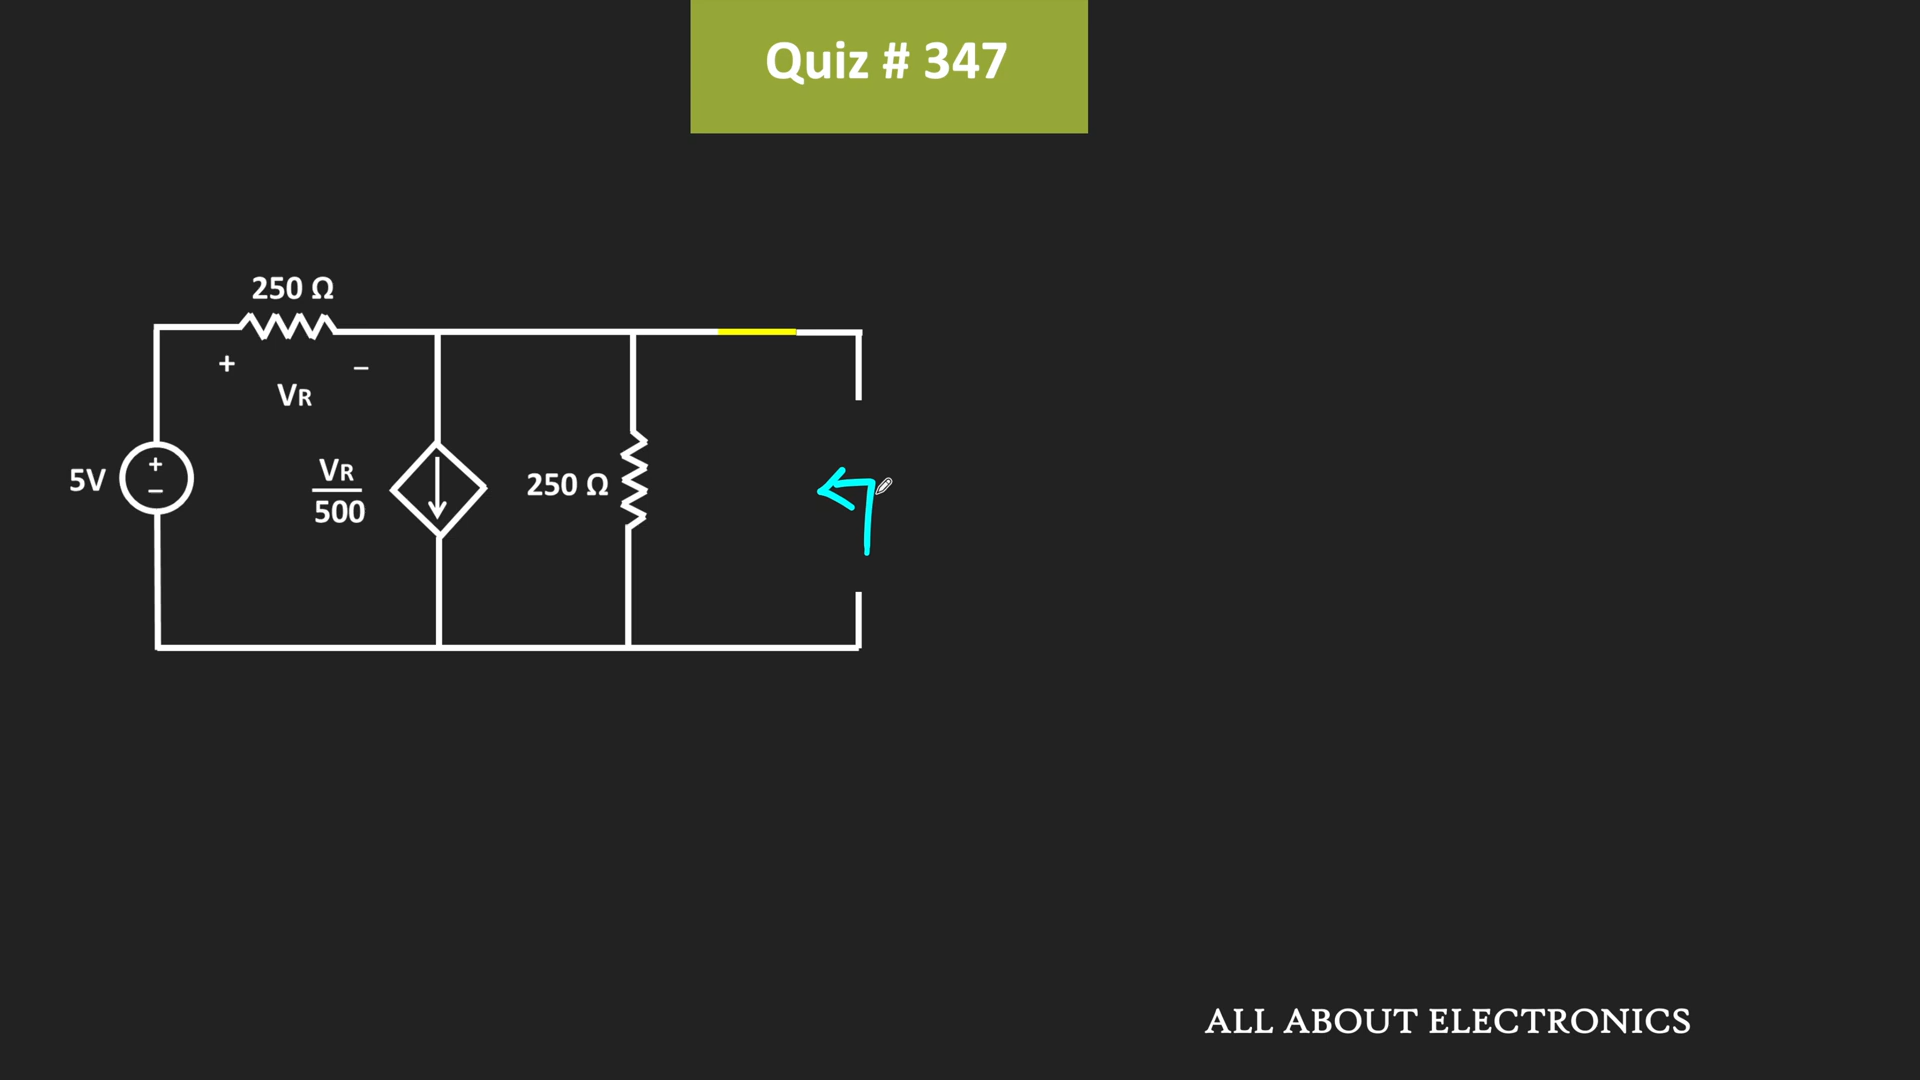 Quiz # 347
250 Ω
+ −
VR
5V
+
−
VR
500
250 Ω
ALL ABOUT ELECTRONICS